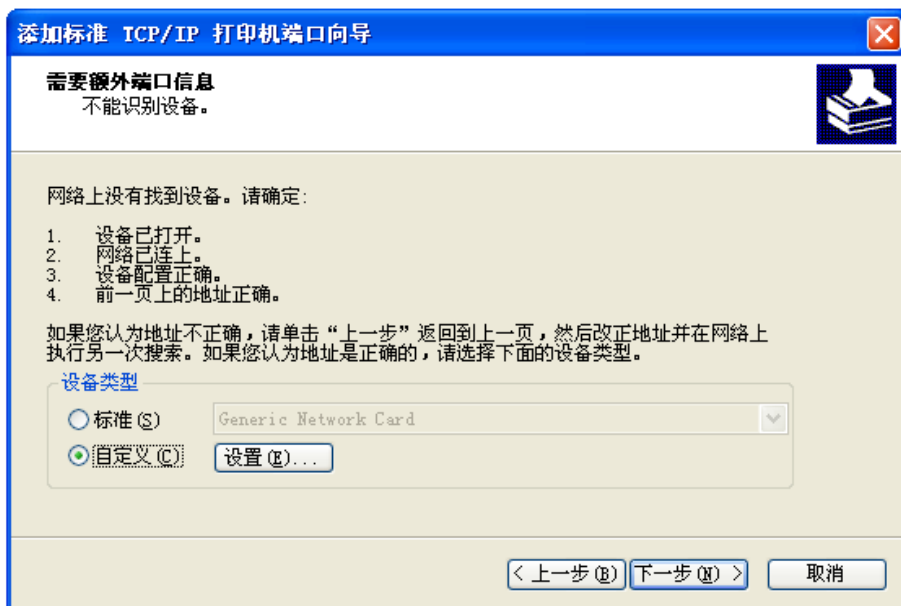 添加标准 TCP/IP 打印机端口向导
需要额外端口信息
不能识别设备。
网络上没有找到设备。请确定:
1. 设备已打开。
2. 网络已连上。
3. 设备配置正确。
4. 前一页上的地址正确。
如果您认为地址不正确，请单击“上一步”返回到上一页，然后改正地址并在网络上
执行另一次搜索。如果您认为地址是正确的，请选择下面的设备类型。
设备类型
标准(S) Generic Network Card
自定义(C) 设置(E)...
< 上一步(B) 下一步(N) > 取消